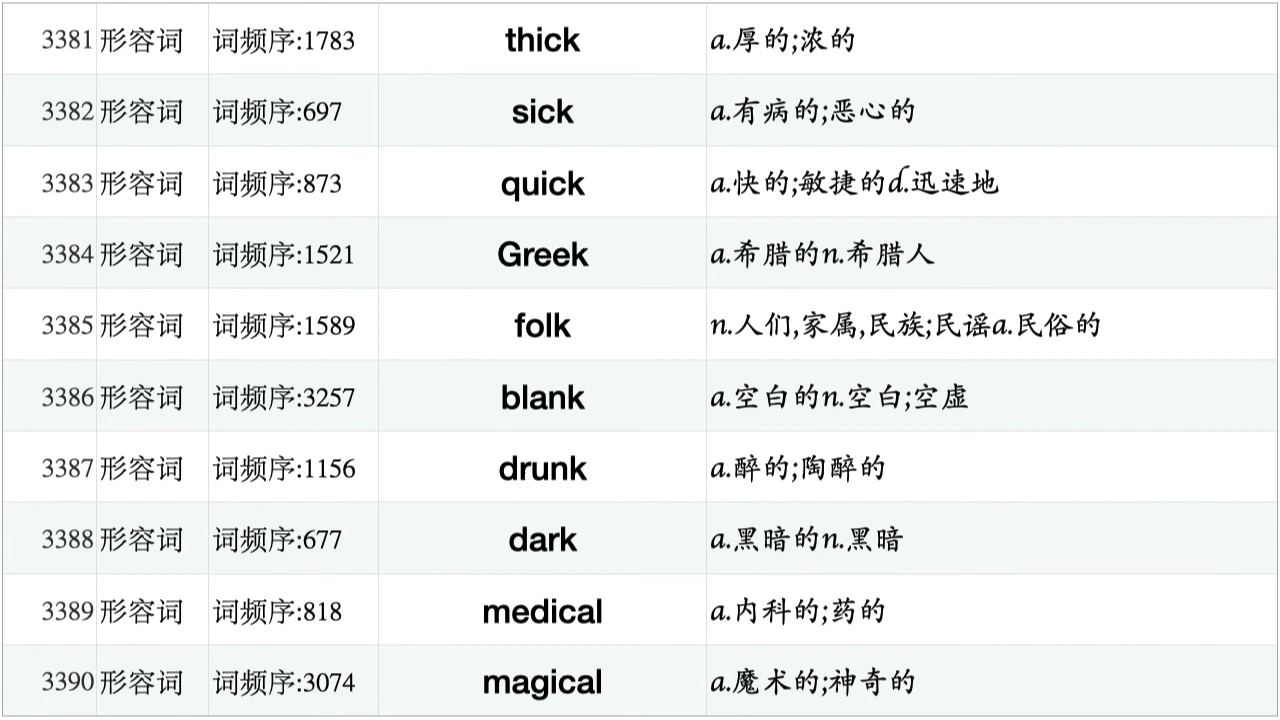 3381 形容词 词频序:1783 thick a.厚的;浓的
3382 形容词 词频序:697 sick a.有病的;恶心的
3383 形容词 词频序:873 quick a.快的;敏捷的d.迅速地
3384 形容词 词频序:1521 Greek a.希腊的n.希腊人
3385 形容词 词频序:1589 folk n.人们,家属,民族;民谣a.民俗的
3386 形容词 词频序:3257 blank a.空白的n.空白;空虚
3387 形容词 词频序:1156 drunk a.醉的;陶醉的
3388 形容词 词频序:677 dark a.黑暗的n.黑暗
3389 形容词 词频序:818 medical a.内科的;药的
3390 形容词 词频序:3074 magical a.魔术的;神奇的